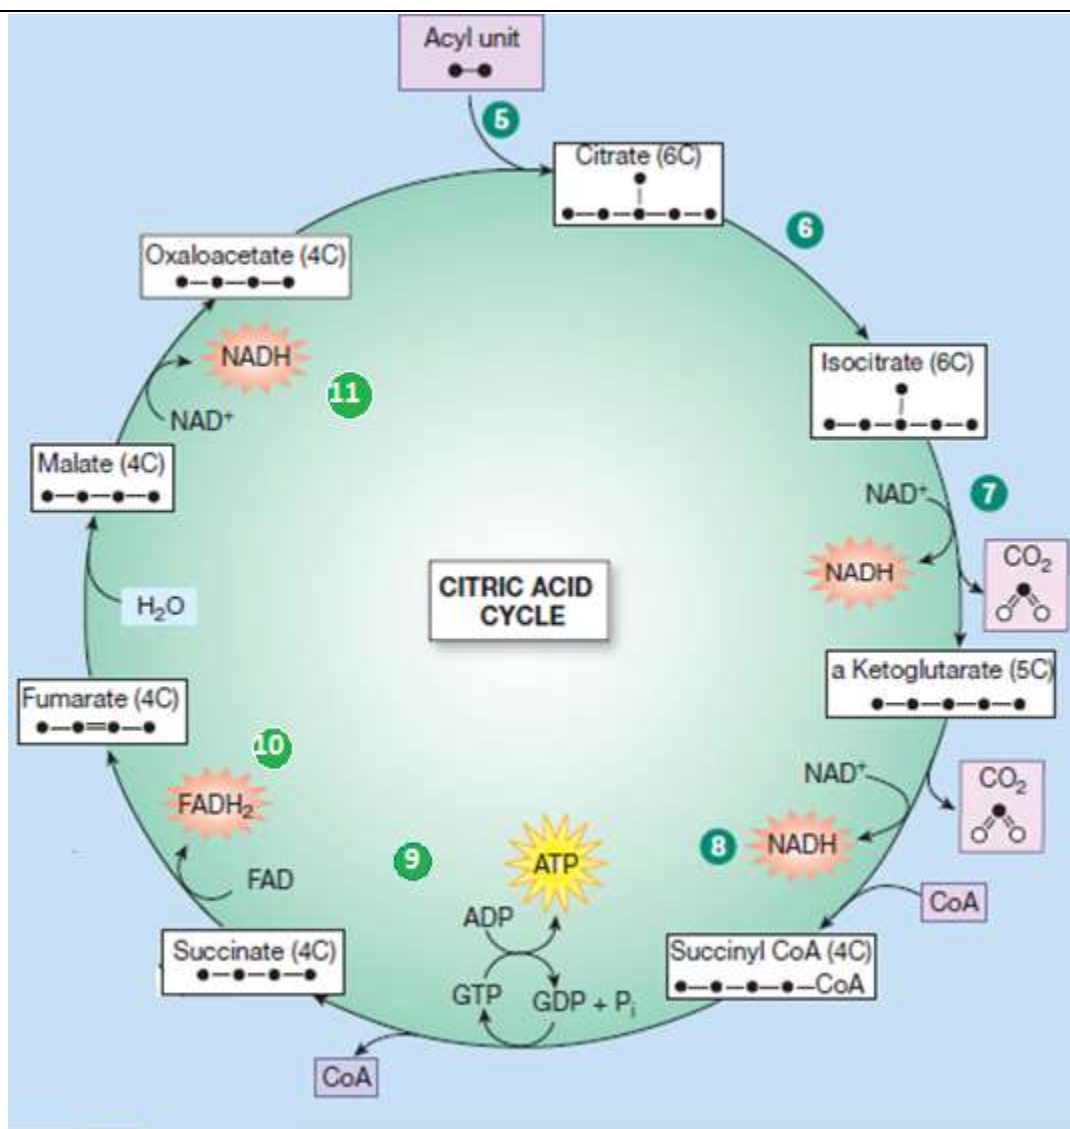 Acyl unit
5
Citrate (6C)
6
Oxaloacetate (4C)
NADH
11
NAD+
Isocitrate (6C)
Malate (4C)
NAD+
7
NADH
CO2
CITRIC ACID
CYCLE
H2O
a Ketoglutarate (5C)
Fumarate (4C)
10
FADH2
NAD+
CO2
8
NADH
9
ATP
FAD
ADP
CoA
Succinate (4C)
Succinyl CoA (4C)
CoA
GTP
GDP + Pi
CoA